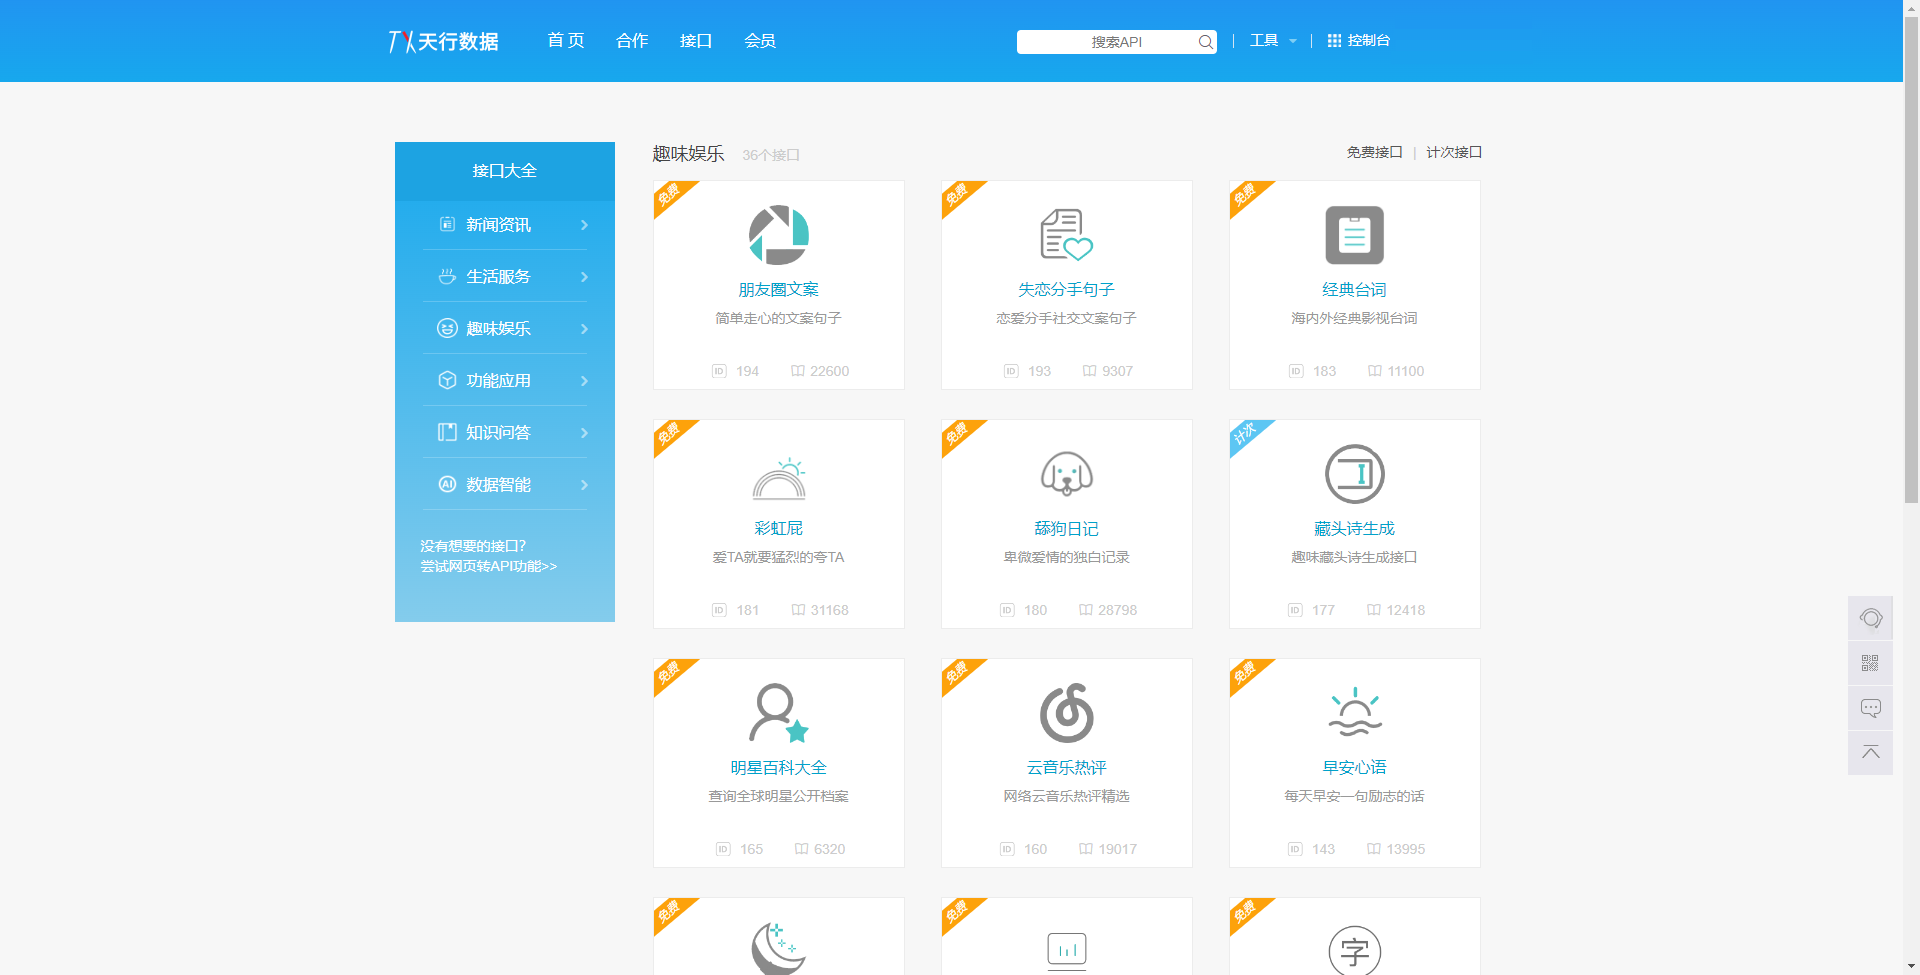 TX天行数据
首 页
合作
接口
会员
搜索API
工具
控制台
接口大全
新闻资讯
生活服务
趣味娱乐
功能应用
知识问答
AI 数据智能
没有想要的接口?
尝试网页转API功能>>
趣味娱乐 36个接口
免费接口 | 计次接口
免费
朋友圈文案
简单走心的文案句子
ID 194 22600
免费
失恋分手句子
恋爱分手社交文案句子
ID 193 9307
免费
经典台词
海内外经典影视台词
ID 183 11100
免费
彩虹屁
爱TA就要猛烈的夸TA
ID 181 31168
免费
舔狗日记
卑微爱情的独白记录
ID 180 28798
计次
藏头诗生成
趣味藏头诗生成接口
ID 177 12418
免费
明星百科大全
查询全球明星公开档案
ID 165 6320
免费
云音乐热评
网络云音乐热评精选
ID 160 19017
免费
早安心语
每天早安一句励志的话
ID 143 13995
免费
免费
免费
字